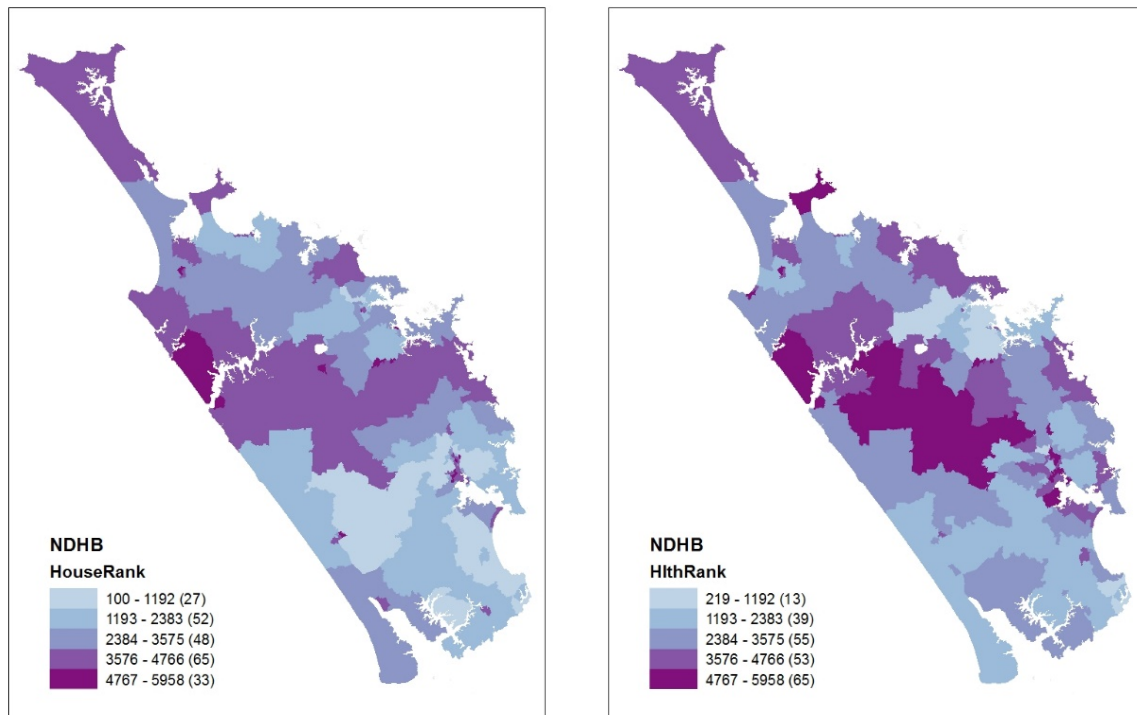 NDHB
HouseRank
100 - 1192 (27)
1193 - 2383 (52)
2384 - 3575 (48)
3576 - 4766 (65)
4767 - 5958 (33)
NDHB
HlthRank
219 - 1192 (13)
1193 - 2383 (39)
2384 - 3575 (55)
3576 - 4766 (53)
4767 - 5958 (65)